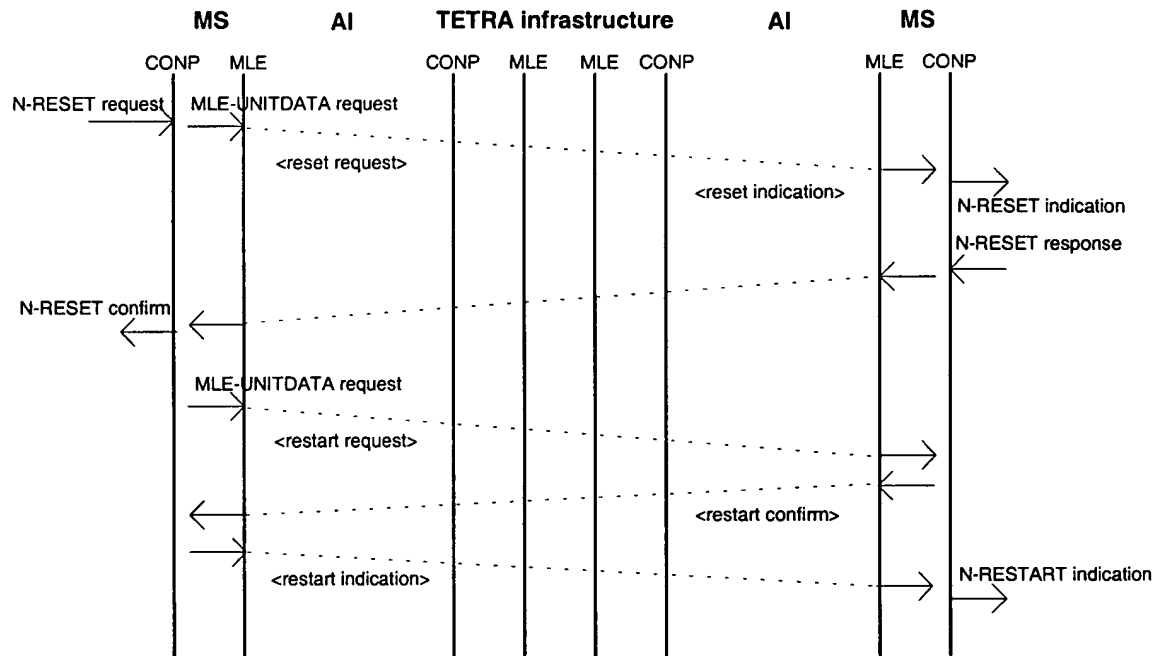 MS AI TETRA infrastructure AI MS
CONP MLE CONP MLE MLE CONP MLE CONP
N-RESET request MLE-UNITDATA request
<reset request>
<reset indication>
N-RESET indication
N-RESET response
N-RESET confirm
MLE-UNITDATA request
<restart request>
<restart confirm>
<restart indication>
N-RESTART indication